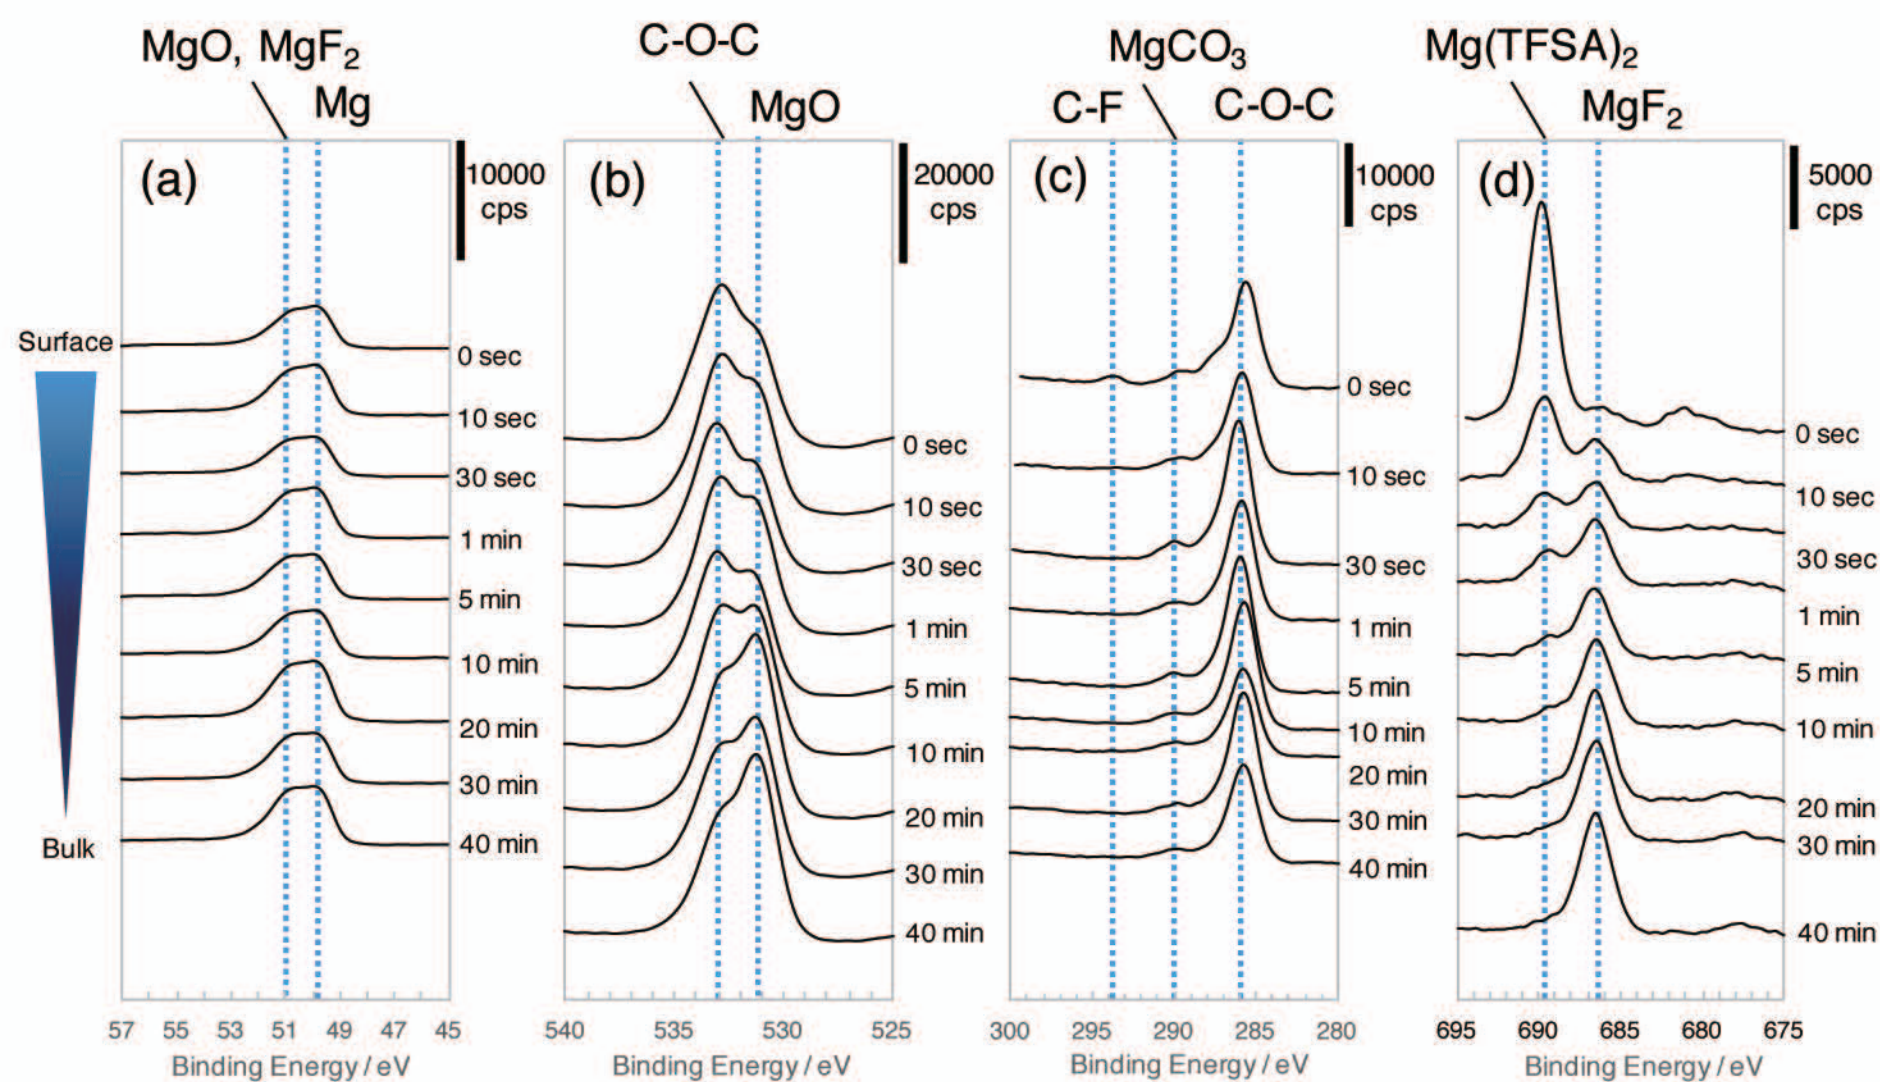 MgO, MgF2
Mg
C-O-C
MgO
MgCO3
C-F
C-O-C
Mg(TFSA)2
MgF2
(a)
10000
cps
(b)
20000
cps
(c)
10000
cps
(d)
5000
cps
Surface
Bulk
0 sec
10 sec
30 sec
1 min
5 min
10 min
20 min
30 min
40 min
0 sec
10 sec
30 sec
1 min
5 min
10 min
20 min
30 min
40 min
0 sec
10 sec
30 sec
1 min
5 min
10 min
20 min
30 min
40 min
0 sec
10 sec
30 sec
1 min
5 min
10 min
20 min
30 min
40 min
57 55 53 51 49 47 45
Binding Energy / eV
540 535 530 525
Binding Energy / eV
300 295 290 285 280
Binding Energy / eV
695 690 685 680 675
Binding Energy / eV